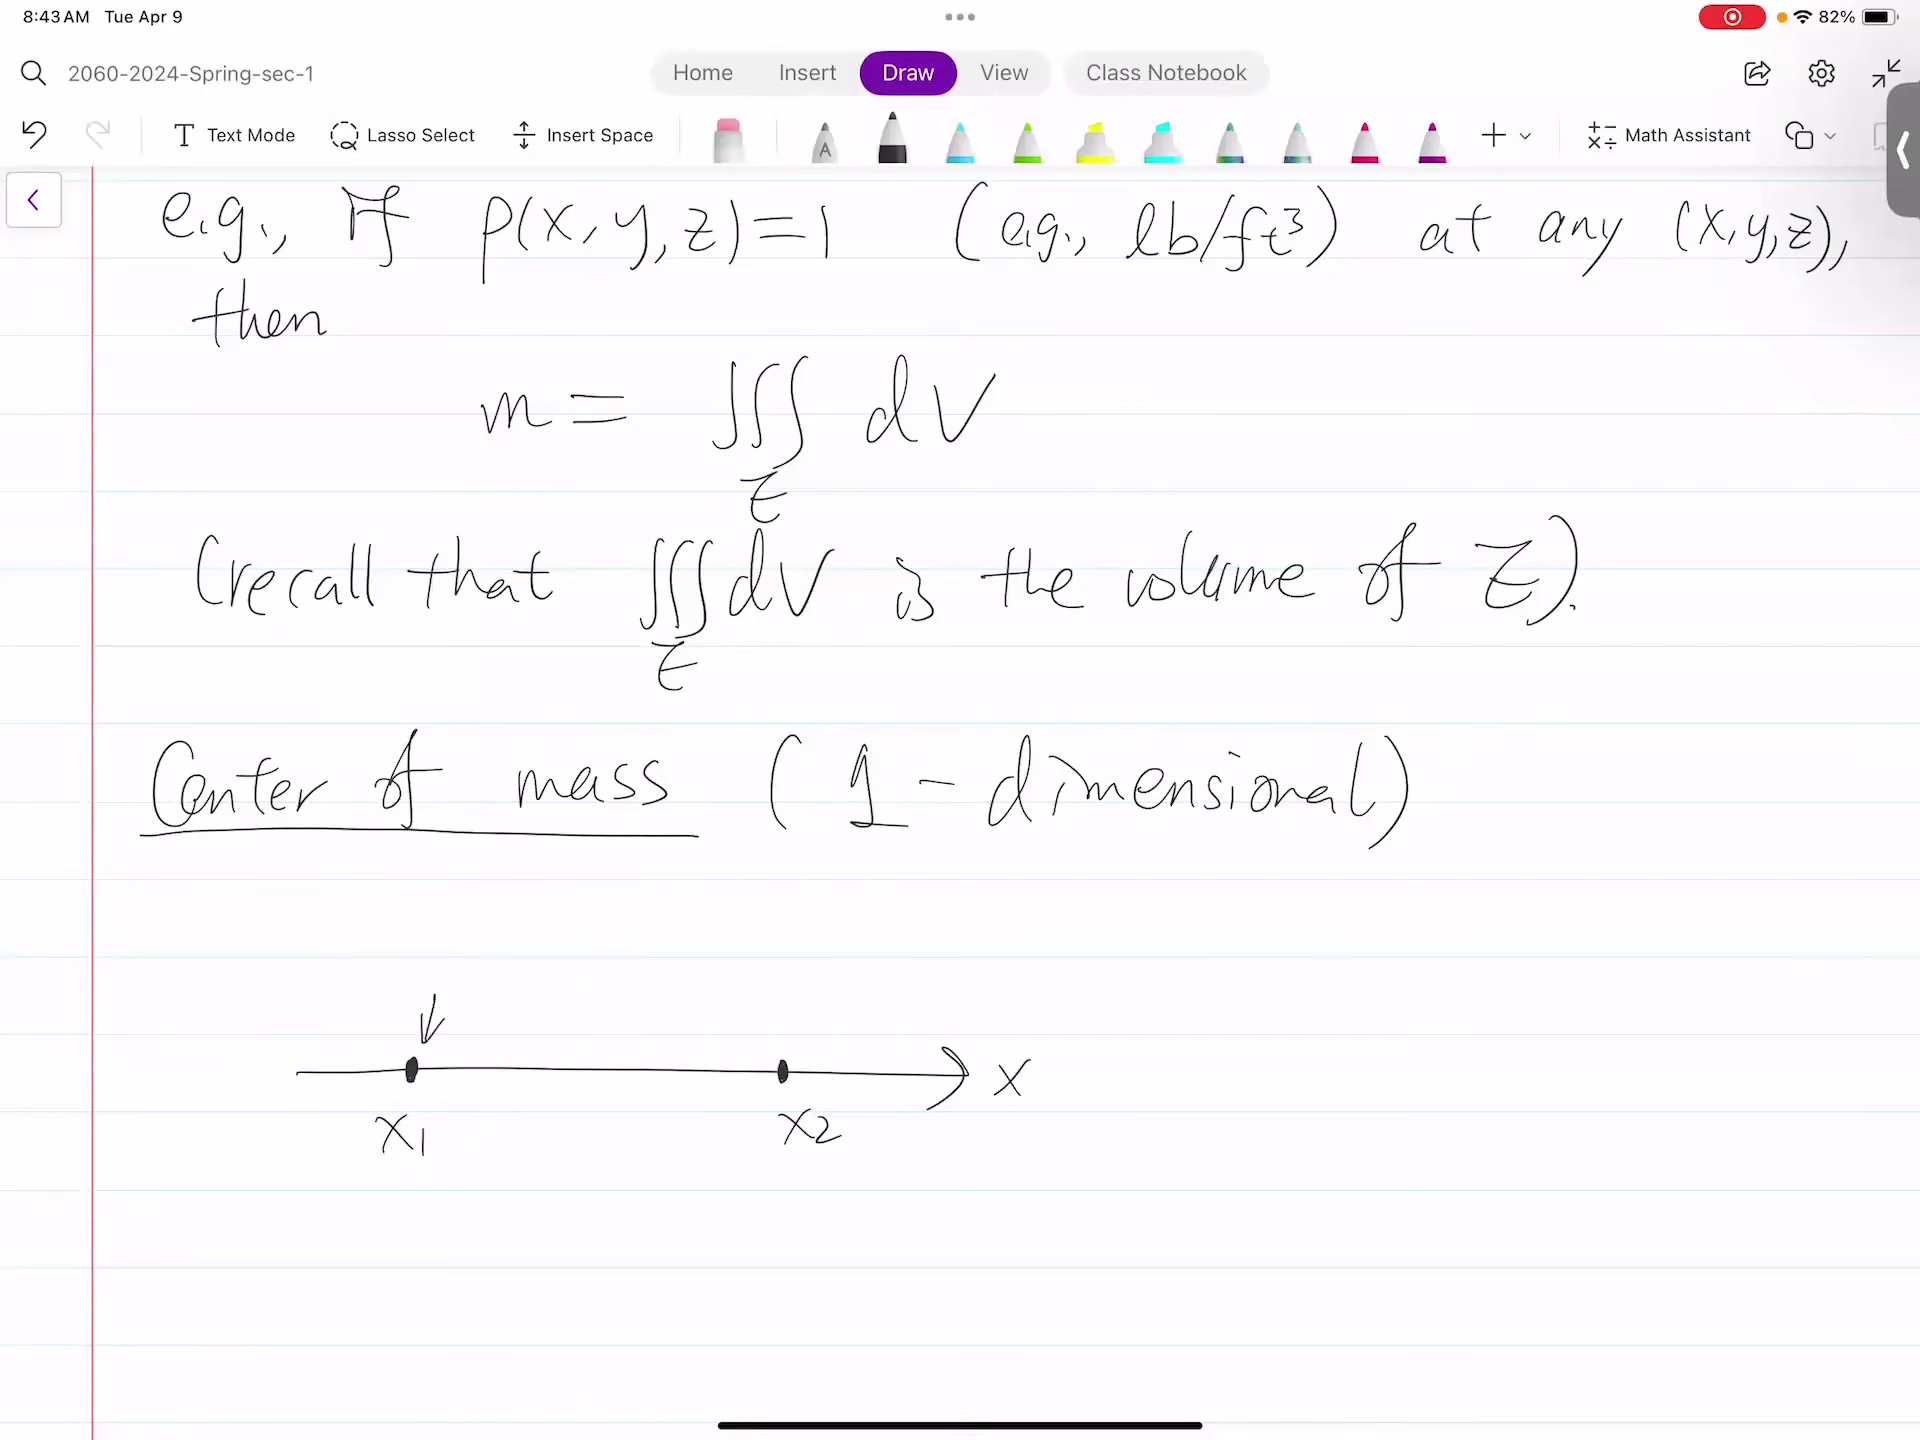 8:43 AM Tue Apr 9
82%
2060-2024-Spring-sec-1
Home Insert Draw View Class Notebook
Text Mode Lasso Select Insert Space A Math Assistant
e.g., If ρ(x, y, z) = 1 (e.g., lb/ft³) at any (x, y, z),
then
m = ∭ dV
E
(recall that ∭ dV is the volume of E).
E
Center of mass (1 - dimensional)
x
x₁ x₂